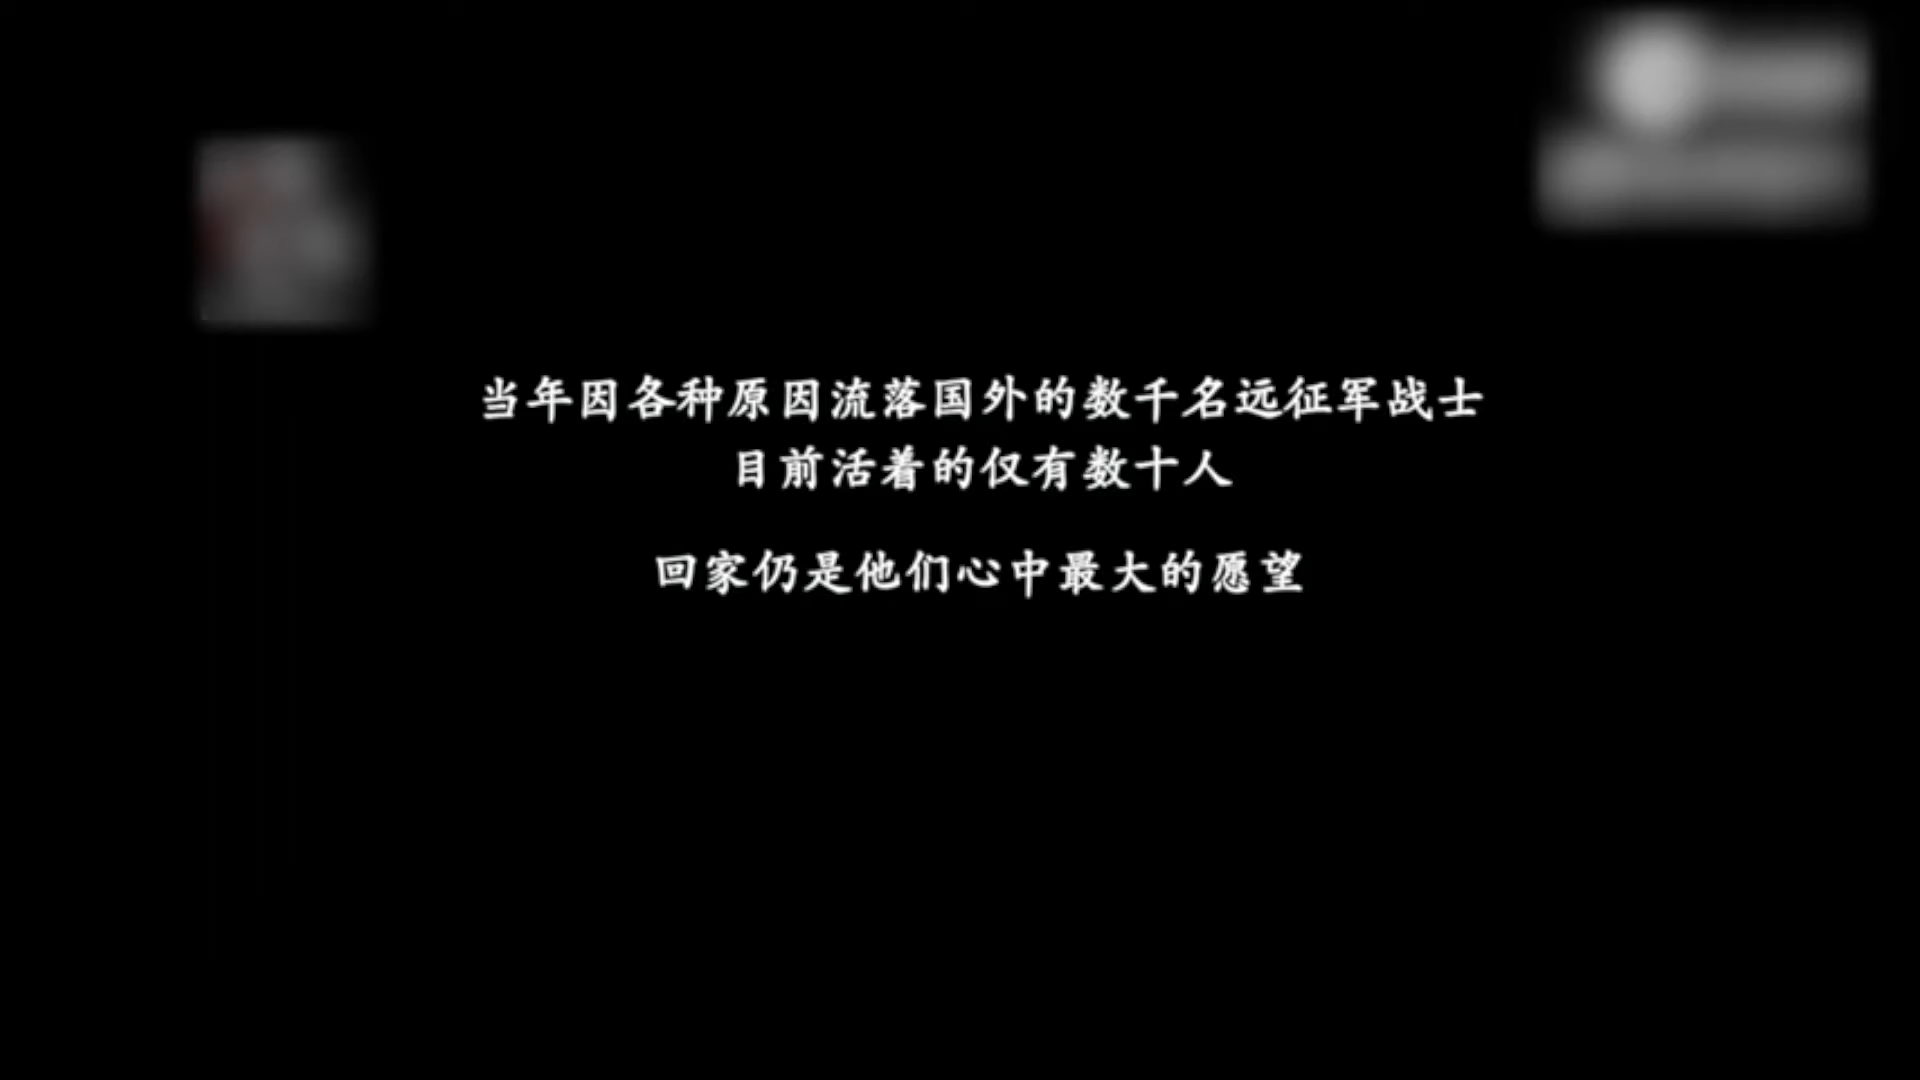 当年因各种原因流落国外的数千名远征军战士
目前活着的仅有数十人
回家仍是他们心中最大的愿望